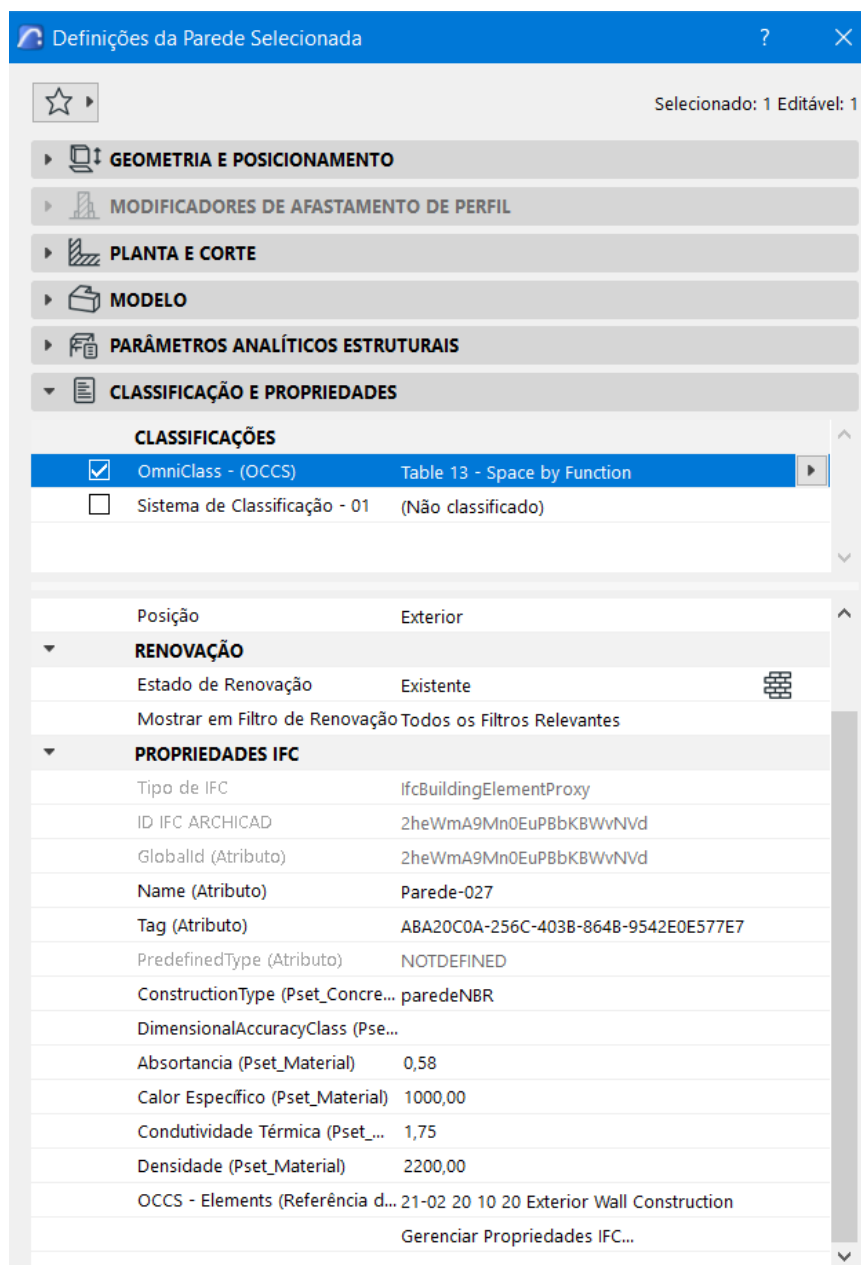 Definições da Parede Selecionada ?
Selecionado: 1 Editável: 1
GEOMETRIA E POSICIONAMENTO
MODIFICADORES DE AFASTAMENTO DE PERFIL
PLANTA E CORTE
MODELO
PARÂMETROS ANALÍTICOS ESTRUTURAIS
CLASSIFICAÇÃO E PROPRIEDADES
CLASSIFICAÇÕES
OmniClass - (OCCS) Table 13 - Space by Function
Sistema de Classificação - 01 (Não classificado)
Posição Exterior
RENOVAÇÃO
Estado de Renovação Existente
Mostrar em Filtro de Renovação Todos os Filtros Relevantes
PROPRIEDADES IFC
Tipo de IFC IfcBuildingElementProxy
ID IFC ARCHICAD 2heWmA9Mn0EuPBbKBWvNVd
GlobalId (Atributo) 2heWmA9Mn0EuPBbKBWvNVd
Name (Atributo) Parede-027
Tag (Atributo) ABA20C0A-256C-403B-864B-9542E0E577E7
PredefinedType (Atributo) NOTDEFINED
ConstructionType (Pset_Concre... paredeNBR
DimensionalAccuracyClass (Pse...
Absortancia (Pset_Material) 0,58
Calor Específico (Pset_Material) 1000,00
Condutividade Térmica (Pset_... 1,75
Densidade (Pset_Material) 2200,00
OCCS - Elements (Referência d... 21-02 20 10 20 Exterior Wall Construction
Gerenciar Propriedades IFC...